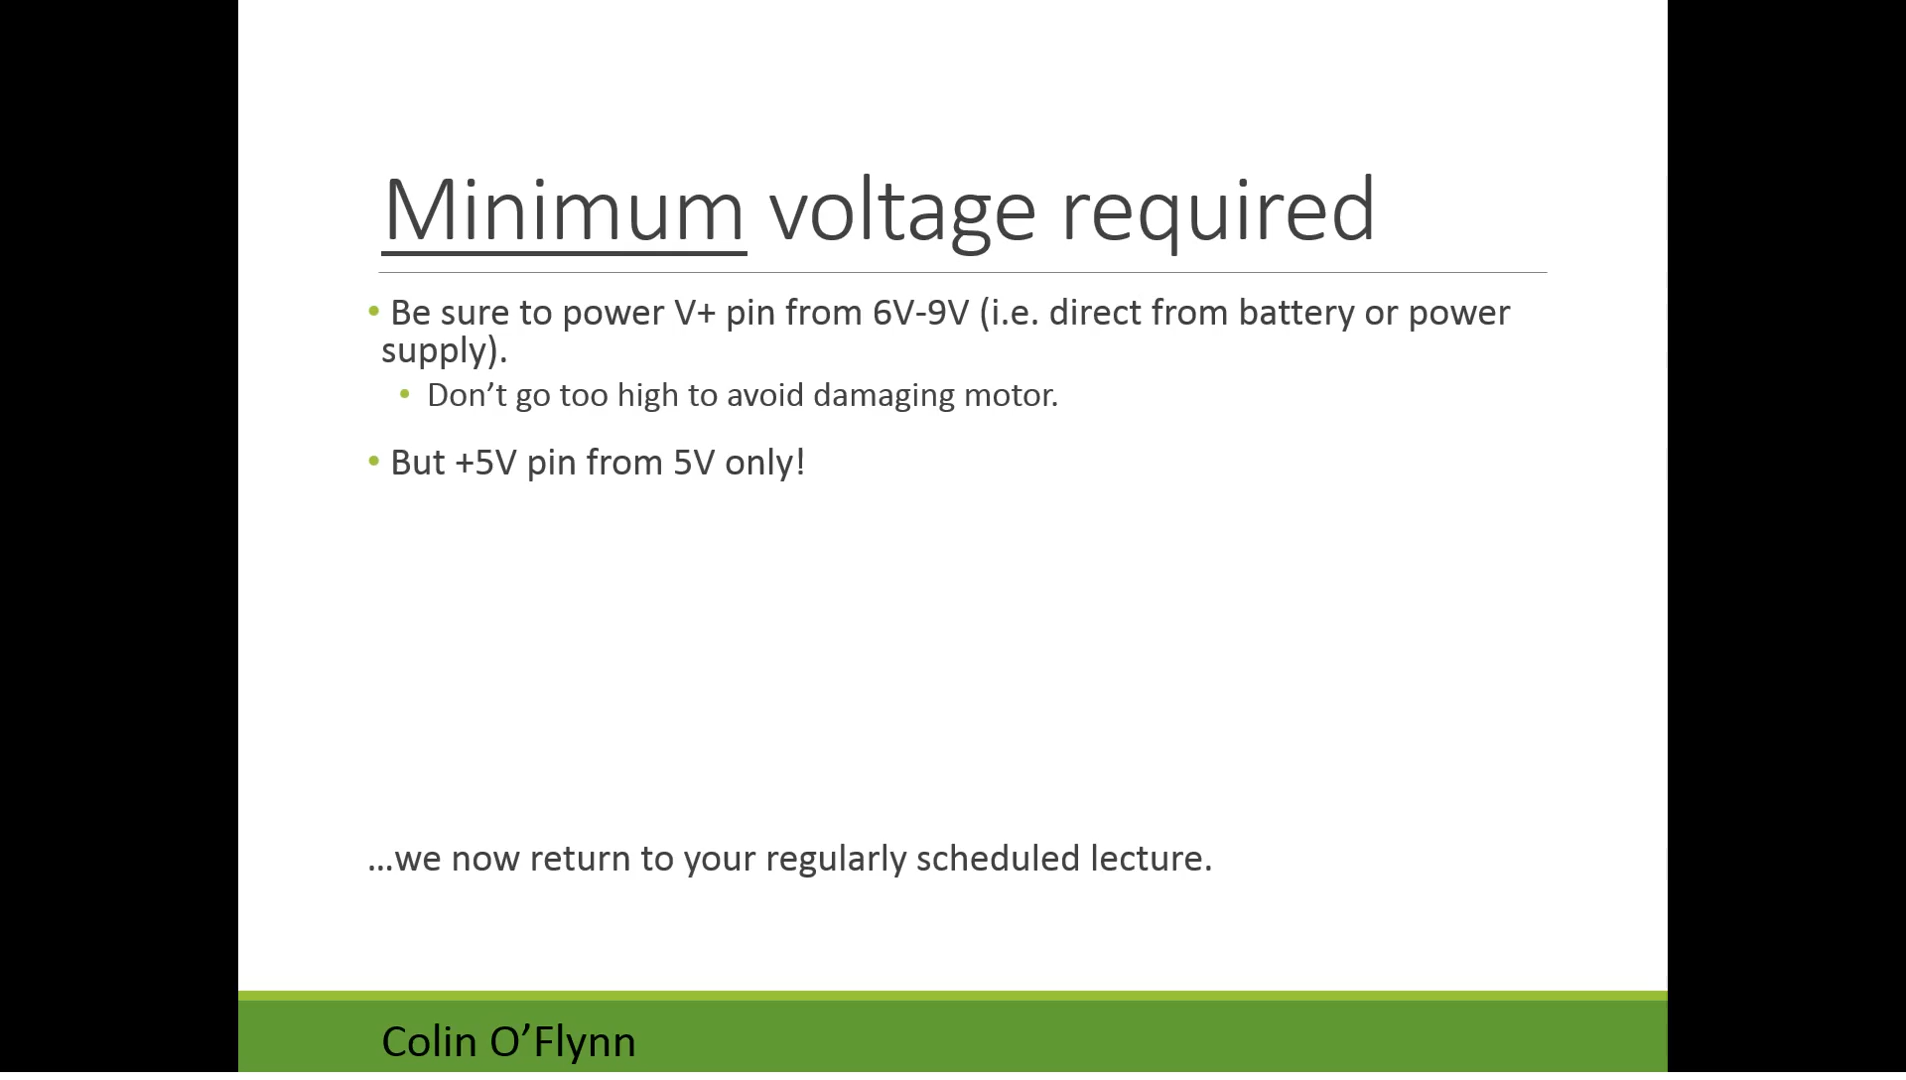 Minimum voltage required
• Be sure to power V+ pin from 6V-9V (i.e. direct from battery or power
supply).
• Don’t go too high to avoid damaging motor.
• But +5V pin from 5V only!
…we now return to your regularly scheduled lecture.
Colin O’Flynn